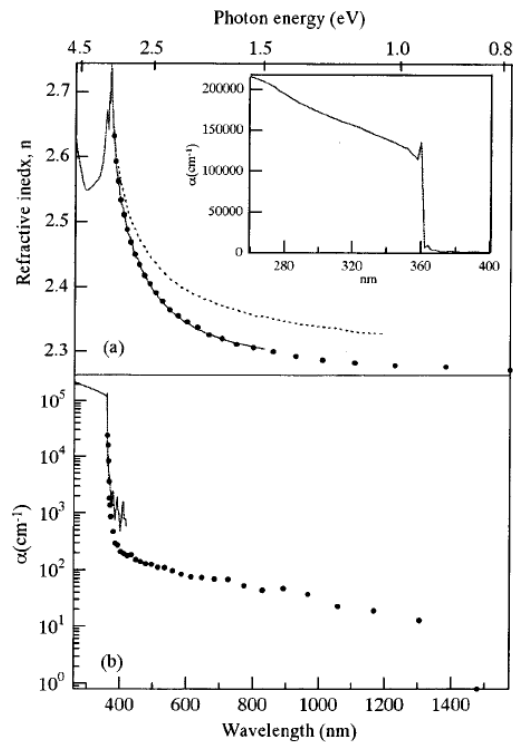 Photon energy (eV)
4.5 2.5 1.5 1.0 0.8
2.7
2.6
2.5
2.4
2.3
Refractive inedx, n
(a)
200000
150000
100000
50000
0
α(cm⁻¹)
280 320 360 400
nm
10⁵
10⁴
10³
10²
10¹
10⁰
α(cm⁻¹)
(b)
400 600 800 1000 1200 1400
Wavelength (nm)